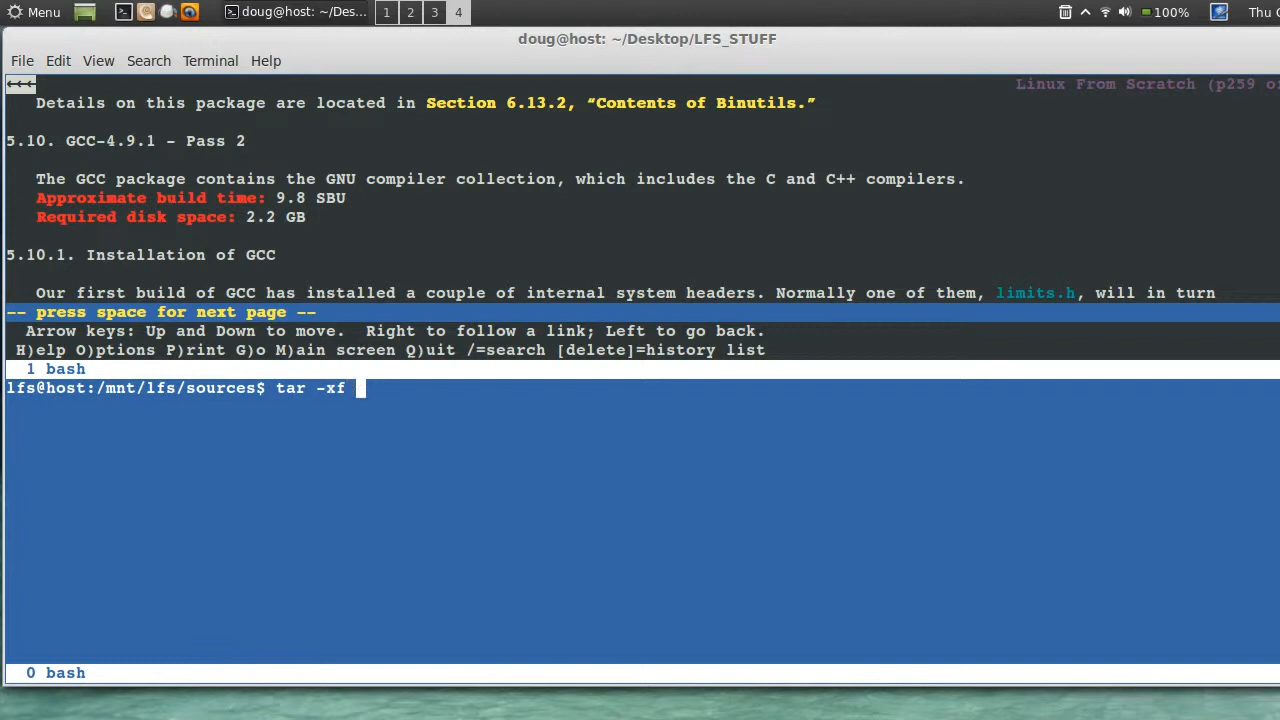 Menu doug@host: ~/Des... 1 2 3 4 100% Thu
doug@host: ~/Desktop/LFS_STUFF
File Edit View Search Terminal Help
←←← Linux From Scratch (p259 o
Details on this package are located in Section 6.13.2, “Contents of Binutils.”
5.10. GCC-4.9.1 - Pass 2
The GCC package contains the GNU compiler collection, which includes the C and C++ compilers.
Approximate build time: 9.8 SBU
Required disk space: 2.2 GB
5.10.1. Installation of GCC
Our first build of GCC has installed a couple of internal system headers. Normally one of them, limits.h, will in turn
-- press space for next page --
Arrow keys: Up and Down to move. Right to follow a link; Left to go back.
H)elp O)ptions P)rint G)o M)ain screen Q)uit /=search [delete]=history list
1 bash
lfs@host:/mnt/lfs/sources$ tar -xf
0 bash